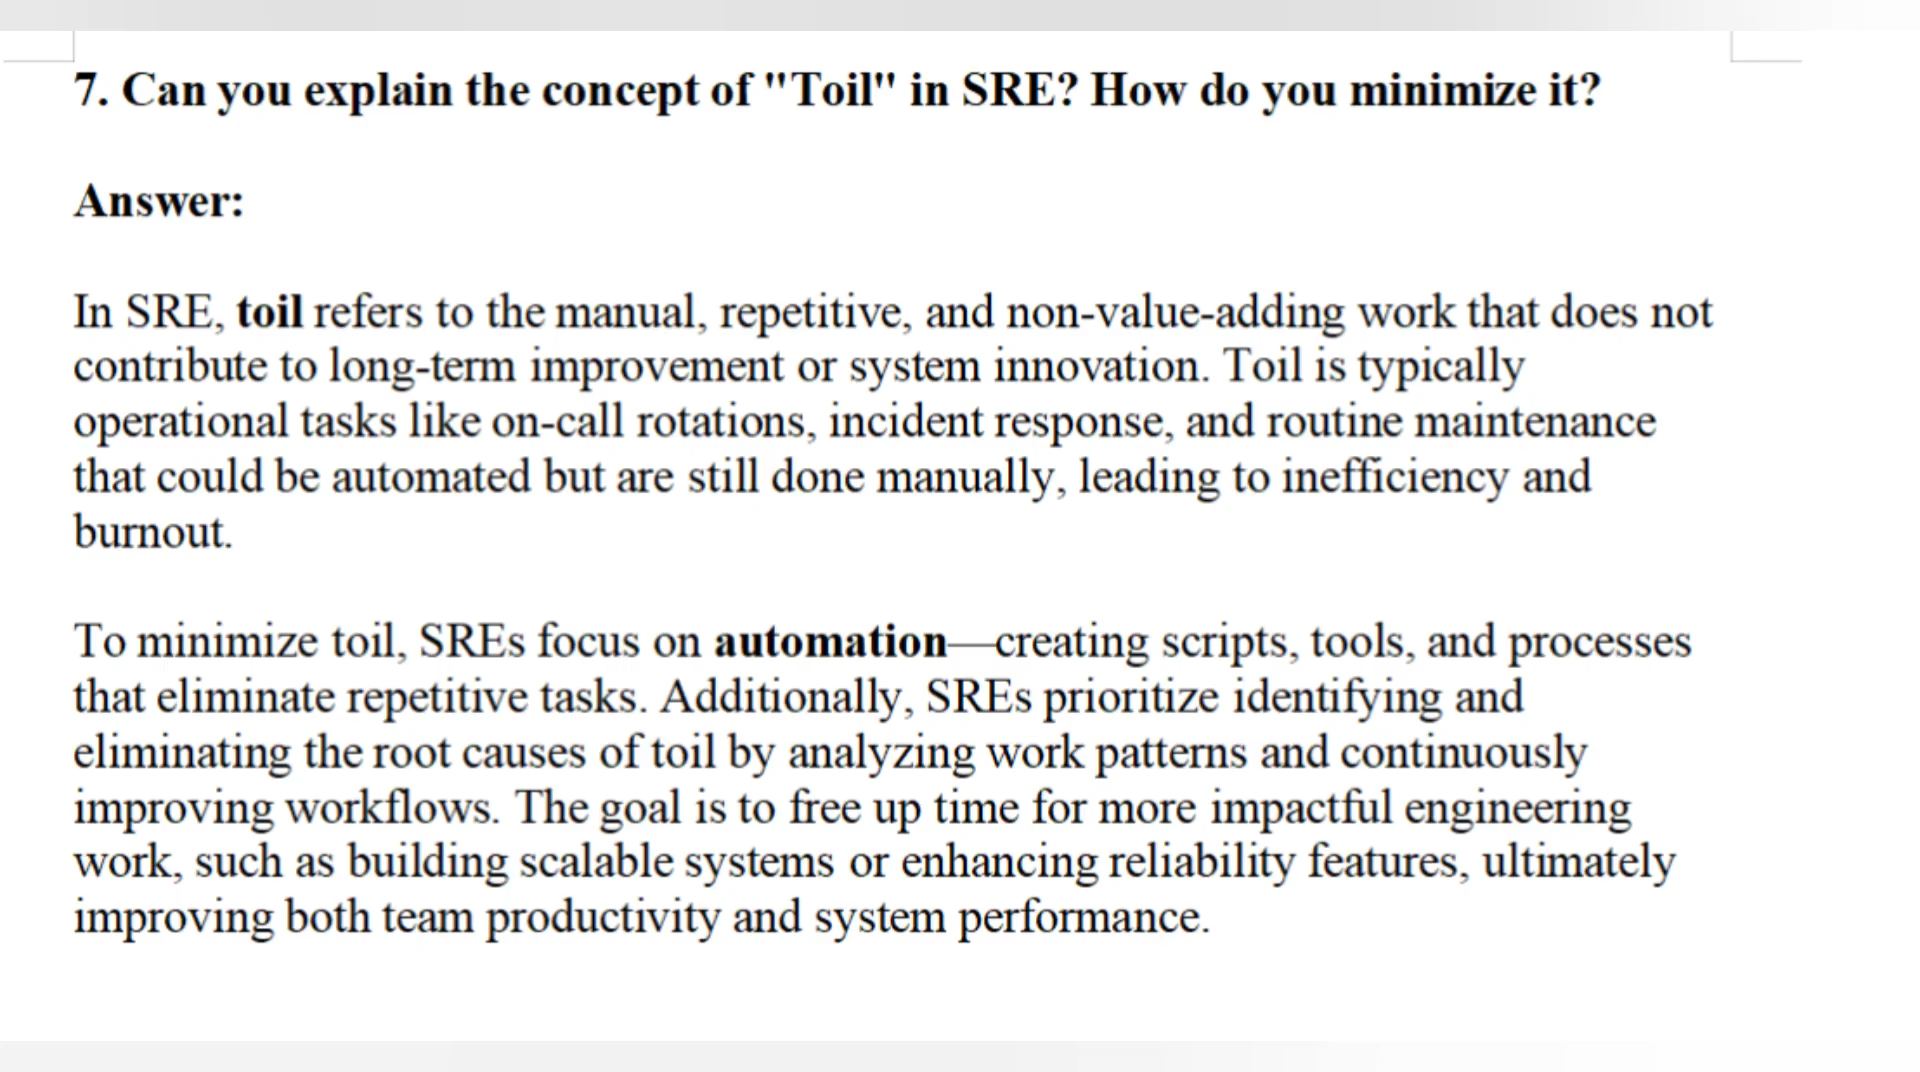 7. Can you explain the concept of "Toil" in SRE? How do you minimize it?
Answer:
In SRE, toil refers to the manual, repetitive, and non-value-adding work that does not
contribute to long-term improvement or system innovation. Toil is typically
operational tasks like on-call rotations, incident response, and routine maintenance
that could be automated but are still done manually, leading to inefficiency and
burnout.
To minimize toil, SREs focus on automation—creating scripts, tools, and processes
that eliminate repetitive tasks. Additionally, SREs prioritize identifying and
eliminating the root causes of toil by analyzing work patterns and continuously
improving workflows. The goal is to free up time for more impactful engineering
work, such as building scalable systems or enhancing reliability features, ultimately
improving both team productivity and system performance.